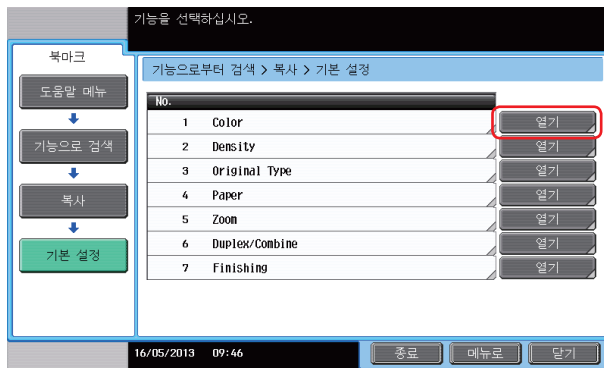 기능을 선택하십시오.
북마크
도움말 메뉴
기능으로 검색
복사
기본 설정
기능으로부터 검색 > 복사 > 기본 설정
No.
1 Color 열기
2 Density 열기
3 Original Type 열기
4 Paper 열기
5 Zoom 열기
6 Duplex/Combine 열기
7 Finishing 열기
16/05/2013 09:46 종료 메뉴로 닫기